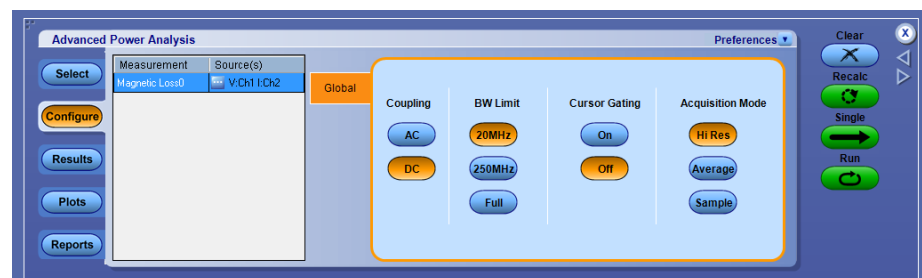 Advanced Power Analysis
Preferences
Clear
X
Select
Measurement Source(s)
Magnetic Loss0 V:Ch1 I:Ch2
Global
Recalc
Configure
Coupling BW Limit Cursor Gating Acquisition Mode
Single
AC 20MHz On Hi Res
Results
DC 250MHz Off Average
Run
Plots
Full Sample
Reports